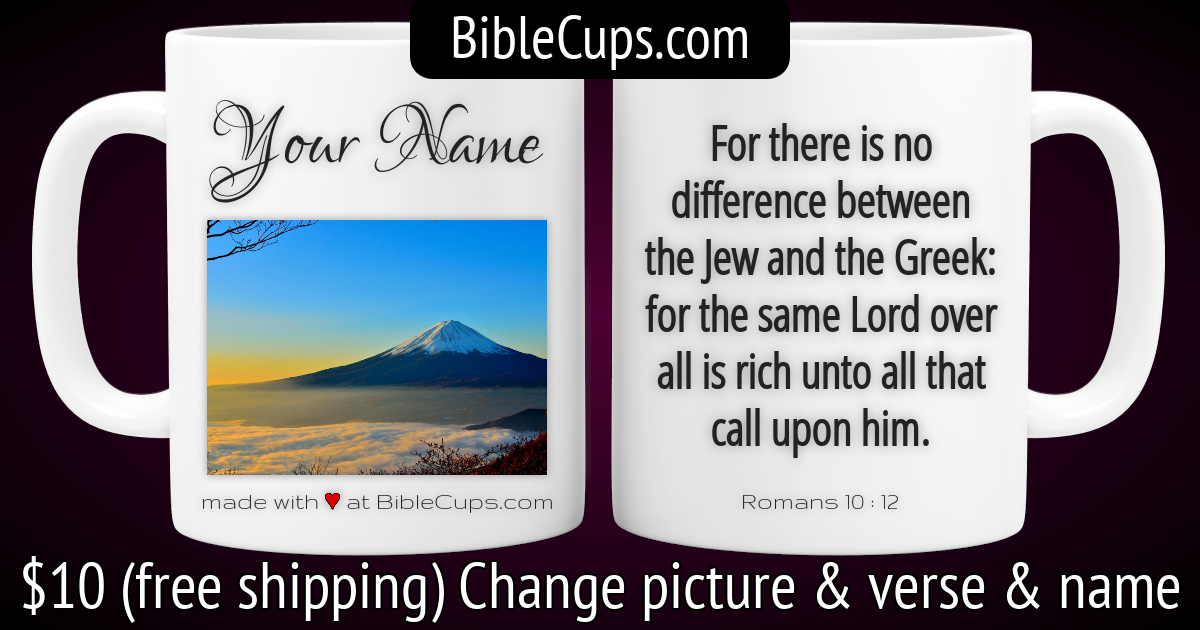 BibleCups.com
Your Name
made with ♥ at BibleCups.com
For there is no
difference between
the Jew and the Greek:
for the same Lord over
all is rich unto all that
call upon him.
Romans 10 : 12
$10 (free shipping) Change picture & verse & name